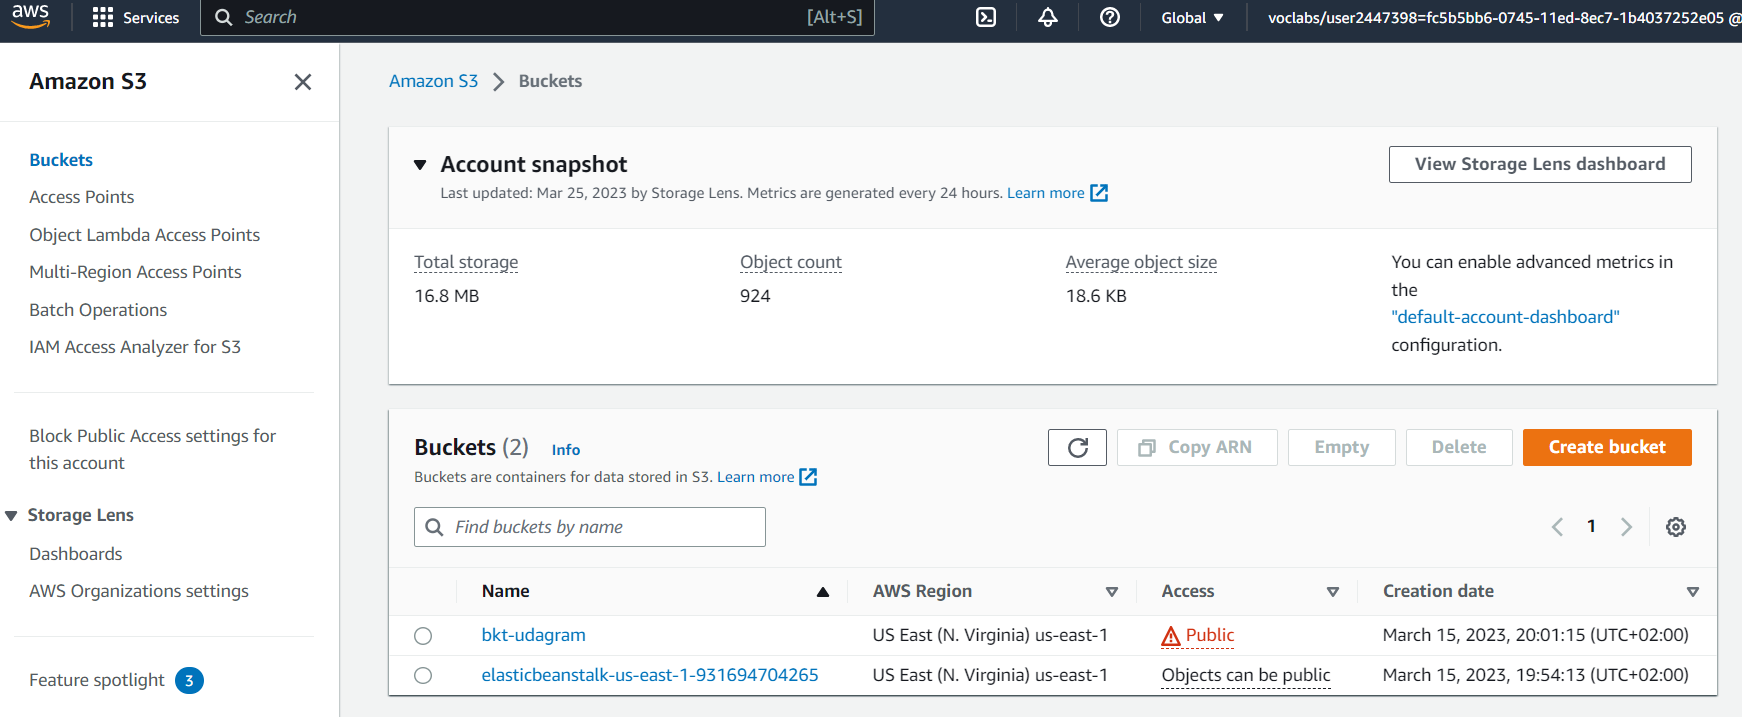 aws
Services
Search
[Alt+S]
Global
voclabs/user2447398=fc5b5bb6-0745-11ed-8ec7-1b4037252e05 @
Amazon S3
Buckets
Access Points
Object Lambda Access Points
Multi-Region Access Points
Batch Operations
IAM Access Analyzer for S3
Block Public Access settings for
this account
Storage Lens
Dashboards
AWS Organizations settings
Feature spotlight 3
Amazon S3 > Buckets
Account snapshot
Last updated: Mar 25, 2023 by Storage Lens. Metrics are generated every 24 hours. Learn more
View Storage Lens dashboard
Total storage
16.8 MB
Object count
924
Average object size
18.6 KB
You can enable advanced metrics in
the
"default-account-dashboard"
configuration.
Buckets (2) Info
Buckets are containers for data stored in S3. Learn more
Copy ARN
Empty
Delete
Create bucket
Find buckets by name
1
Name AWS Region Access Creation date
bkt-udagram US East (N. Virginia) us-east-1 Public March 15, 2023, 20:01:15 (UTC+02:00)
elasticbeanstalk-us-east-1-931694704265 US East (N. Virginia) us-east-1 Objects can be public March 15, 2023, 19:54:13 (UTC+02:00)